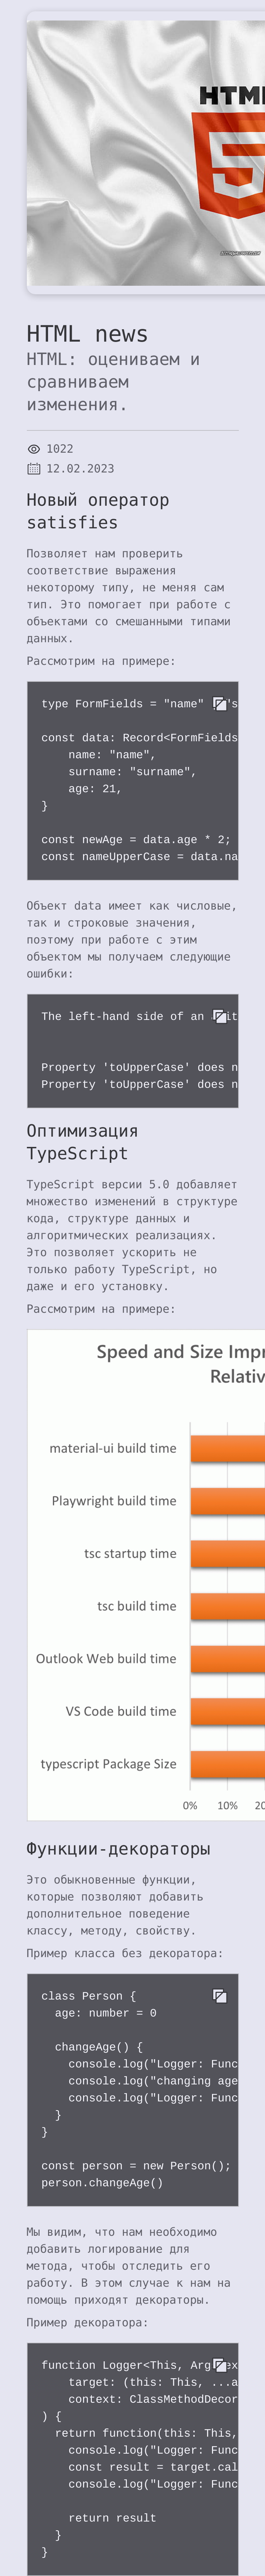 HTML
HTML news
HTML: оцениваем и
сравниваем
изменения.
1022
12.02.2023
Новый оператор
satisfies
Позволяет нам проверить
соответствие выражения
некоторому типу, не меняя сам
тип. Это помогает при работе с
объектами со смешанными типами
данных.
Рассмотрим на примере:
type FormFields = "name"
const data: Record<FormFields
name: "name",
surname: "surname",
age: 21,
}
const newAge = data.age * 2;
const nameUpperCase = data.na
Объект data имеет как числовые,
так и строковые значения,
поэтому при работе с этим
объектом мы получаем следующие
ошибки:
The left-hand side of an
Property 'toUpperCase' does n
Property 'toUpperCase' does n
Оптимизация
TypeScript
TypeScript версии 5.0 добавляет
множество изменений в структуре
кода, структуре данных и
алгоритмических реализациях.
Это позволяет ускорить не
только работу TypeScript, но
даже и его установку.
Рассмотрим на примере:
Speed and Size Impr
Relativ
material-ui build time
Playwright build time
tsc startup time
tsc build time
Outlook Web build time
VS Code build time
typescript Package Size
0% 10% 20
Функции-декораторы
Это обыкновенные функции,
которые позволяют добавить
дополнительное поведение
классу, методу, свойству.
Пример класса без декоратора:
class Person {
age: number = 0
changeAge() {
console.log("Logger: Func
console.log("changing age
console.log("Logger: Func
}
}
const person = new Person();
person.changeAge()
Мы видим, что нам необходимо
добавить логирование для
метода, чтобы отследить его
работу. В этом случае к нам на
помощь приходят декораторы.
Пример декоратора:
function Logger<This, Arg
target: (this: This, ...a
context: ClassMethodDecor
) {
return function(this: This,
console.log("Logger: Func
const result = target.cal
console.log("Logger: Func
return result
}
}